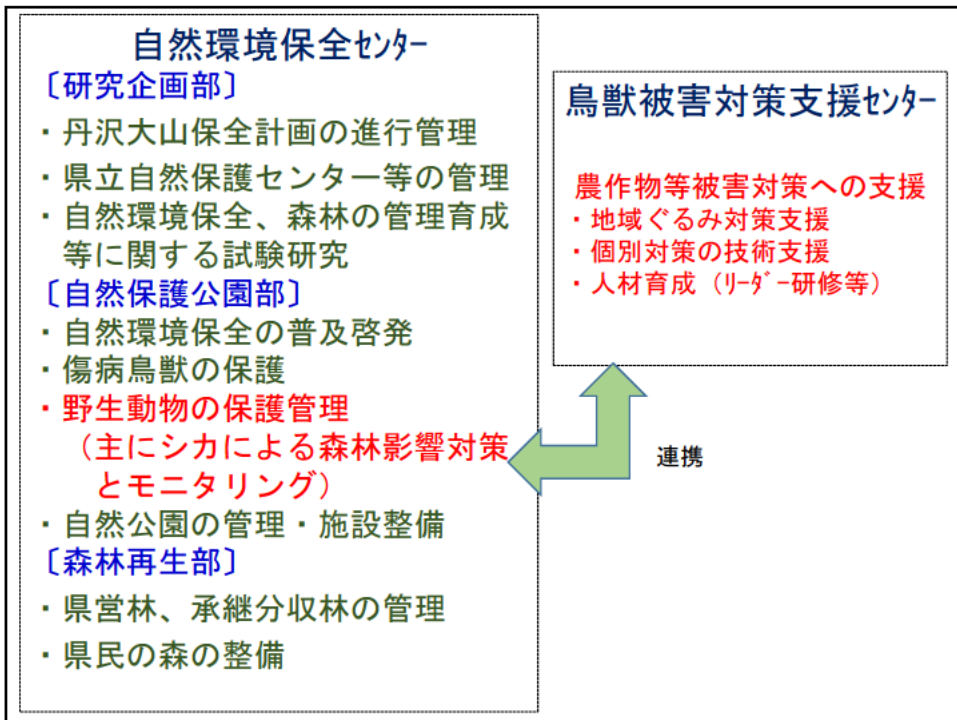 自然環境保全ｾﾝﾀｰ
〔研究企画部〕
・丹沢大山保全計画の進行管理
・県立自然保護センター等の管理
・自然環境保全、森林の管理育成
等に関する試験研究
〔自然保護公園部〕
・自然環境保全の普及啓発
・傷病鳥獣の保護
・野生動物の保護管理
（主にシカによる森林影響対策
とモニタリング）
・自然公園の管理・施設整備
〔森林再生部〕
・県営林、承継分収林の管理
・県民の森の整備
鳥獣被害対策支援ｾﾝﾀｰ
農作物等被害対策への支援
・地域ぐるみ対策支援
・個別対策の技術支援
・人材育成（ﾘｰﾀﾞｰ研修等）
連携